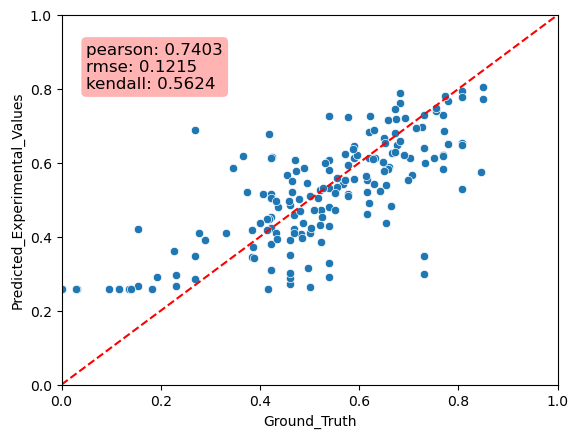 1.0
pearson: 0.7403
rmse: 0.1215
kendall: 0.5624
0.8
0.6
0.4
0.2
0.0
Predicted_Experimental_Values
0.0 0.2 0.4 0.6 0.8 1.0
Ground_Truth